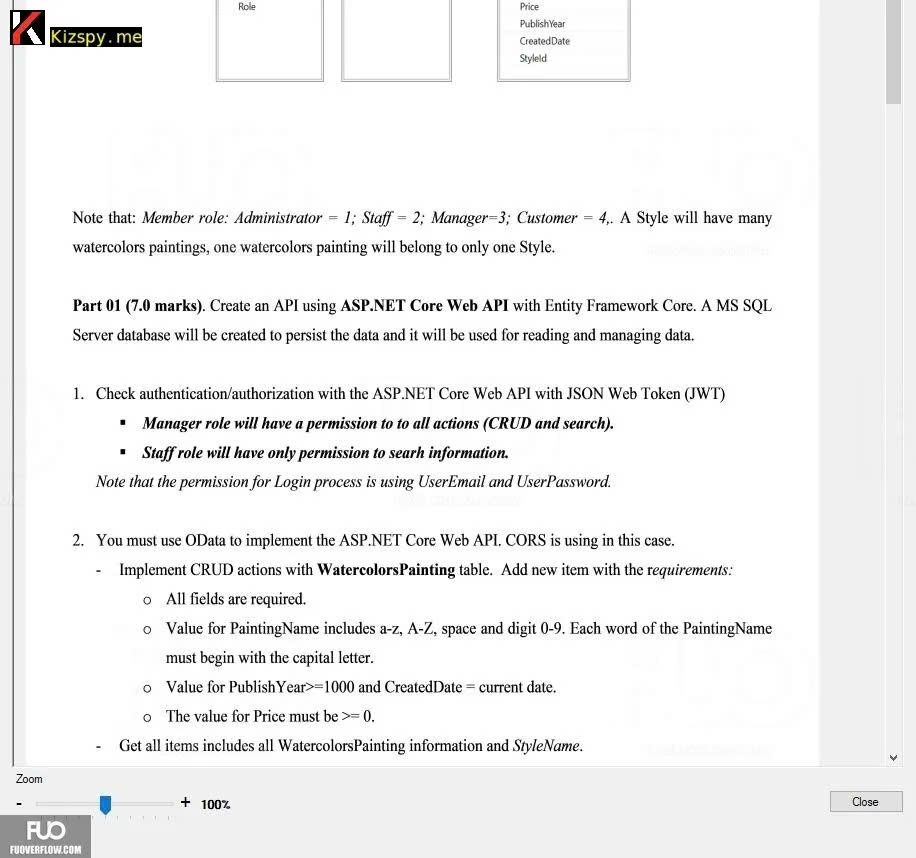 Role
Price
PublishYear
CreatedDate
StyleId
Kizspy.me
Note that: Member role: Administrator = 1; Staff = 2; Manager=3; Customer = 4,. A Style will have many
watercolors paintings, one watercolors painting will belong to only one Style.
Part 01 (7.0 marks). Create an API using ASP.NET Core Web API with Entity Framework Core. A MS SQL
Server database will be created to persist the data and it will be used for reading and managing data.
1. Check authentication/authorization with the ASP.NET Core Web API with JSON Web Token (JWT)
▪ Manager role will have a permission to to all actions (CRUD and search).
▪ Staff role will have only permission to searh information.
Note that the permission for Login process is using UserEmail and UserPassword.
2. You must use OData to implement the ASP.NET Core Web API. CORS is using in this case.
- Implement CRUD actions with WatercolorsPainting table. Add new item with the requirements:
o All fields are required.
o Value for PaintingName includes a-z, A-Z, space and digit 0-9. Each word of the PaintingName
must begin with the capital letter.
o Value for PublishYear>=1000 and CreatedDate = current date.
o The value for Price must be >= 0.
- Get all items includes all WatercolorsPainting information and StyleName.
Zoom
- + 100%
Close
FUO
FUOVERFLOW.COM